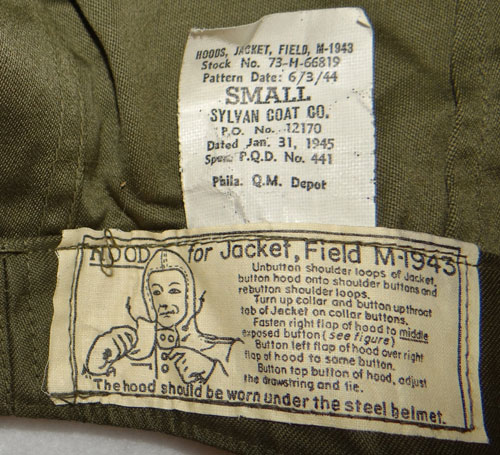 HOODS, JACKET, FIELD, M-1943
Stock No. 73-H-66819
Pattern Date: 6/3/44
SMALL
SYLVAN COAT CO.
P.O. No. 12170
Dated Jan. 31, 1945
Spec. P.Q.D. No. 441
Phila. Q.M. Depot
HOOD for Jacket, Field M-1943
Unbutton shoulder loops of Jacket,
button hood onto shoulder buttons and
rebutton shoulder loops.
Turn up collar and button up throat
tab of Jacket on collar buttons.
Fasten right flap of hood to middle
exposed button (see figure)
Button left flap of hood over right
flap of hood to same button.
Button top button of hood, adjust
the drawstring and tie.
The hood should be worn under the steel helmet.